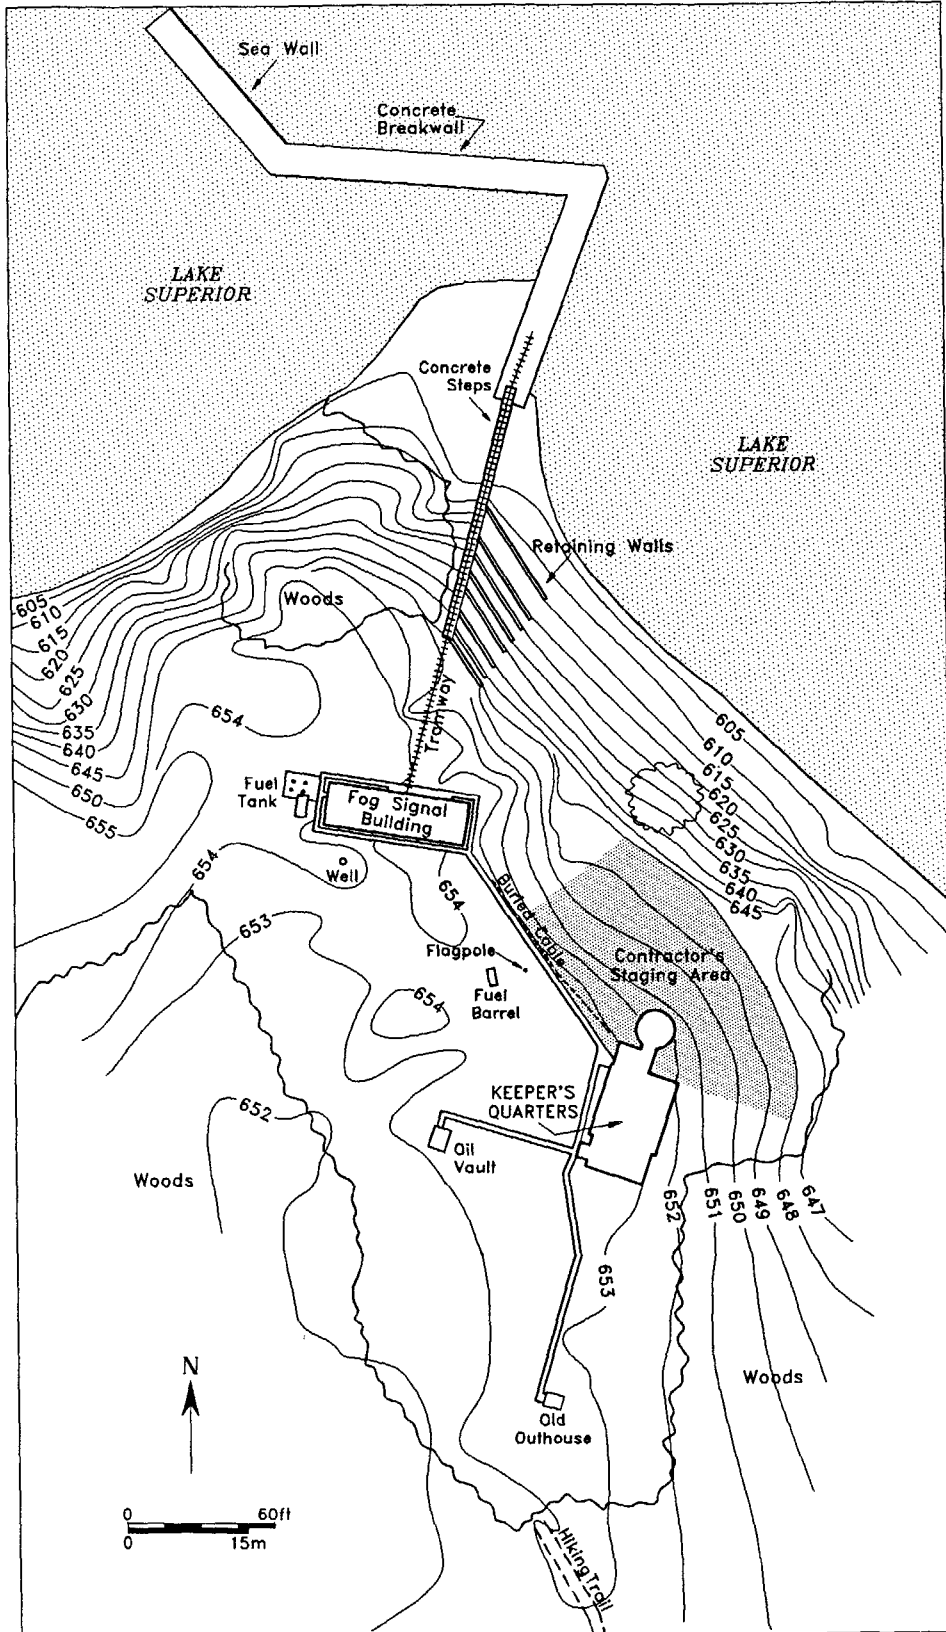 Sea Wall
Concrete
Breakwall
LAKE
SUPERIOR
Concrete
Steps
LAKE
SUPERIOR
Retaining Walls
Woods
605
610
615
620
625
630
635
640
645
650
655
654
Tramway
605
610
615
620
625
630
635
640
645
Fuel
Tank
Fog Signal
Building
Well
654
654
653
Buried Cable
Contractor's
Staging Area
Flagpole
Fuel
Barrel
654
KEEPER'S
QUARTERS
652
Oil
Vault
Woods
652
651
650
649
648
647
653
N
Woods
Old
Outhouse
0 60ft
0 15m
Hiking Trail